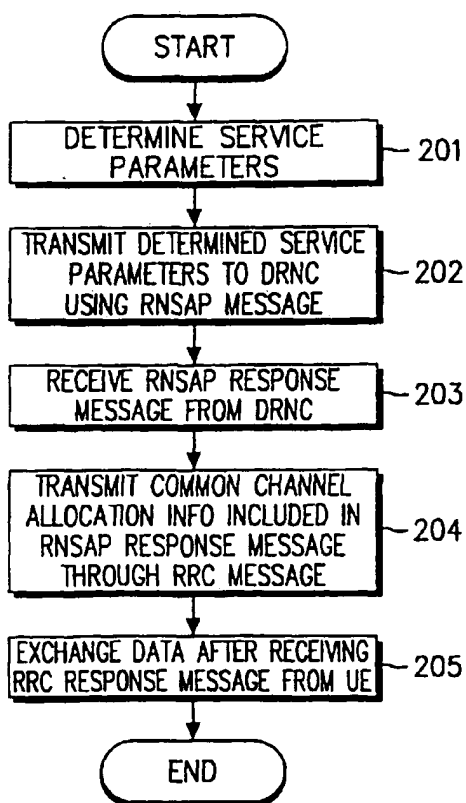 START
DETERMINE SERVICE
PARAMETERS
201
TRANSMIT DETERMINED SERVICE
PARAMETERS TO DRNC
USING RNSAP MESSAGE
202
RECEIVE RNSAP RESPONSE
MESSAGE FROM DRNC
203
TRANSMIT COMMON CHANNEL
ALLOCATION INFO INCLUDED IN
RNSAP RESPONSE MESSAGE
THROUGH RRC MESSAGE
204
EXCHANGE DATA AFTER RECEIVING
RRC RESPONSE MESSAGE FROM UE
205
END